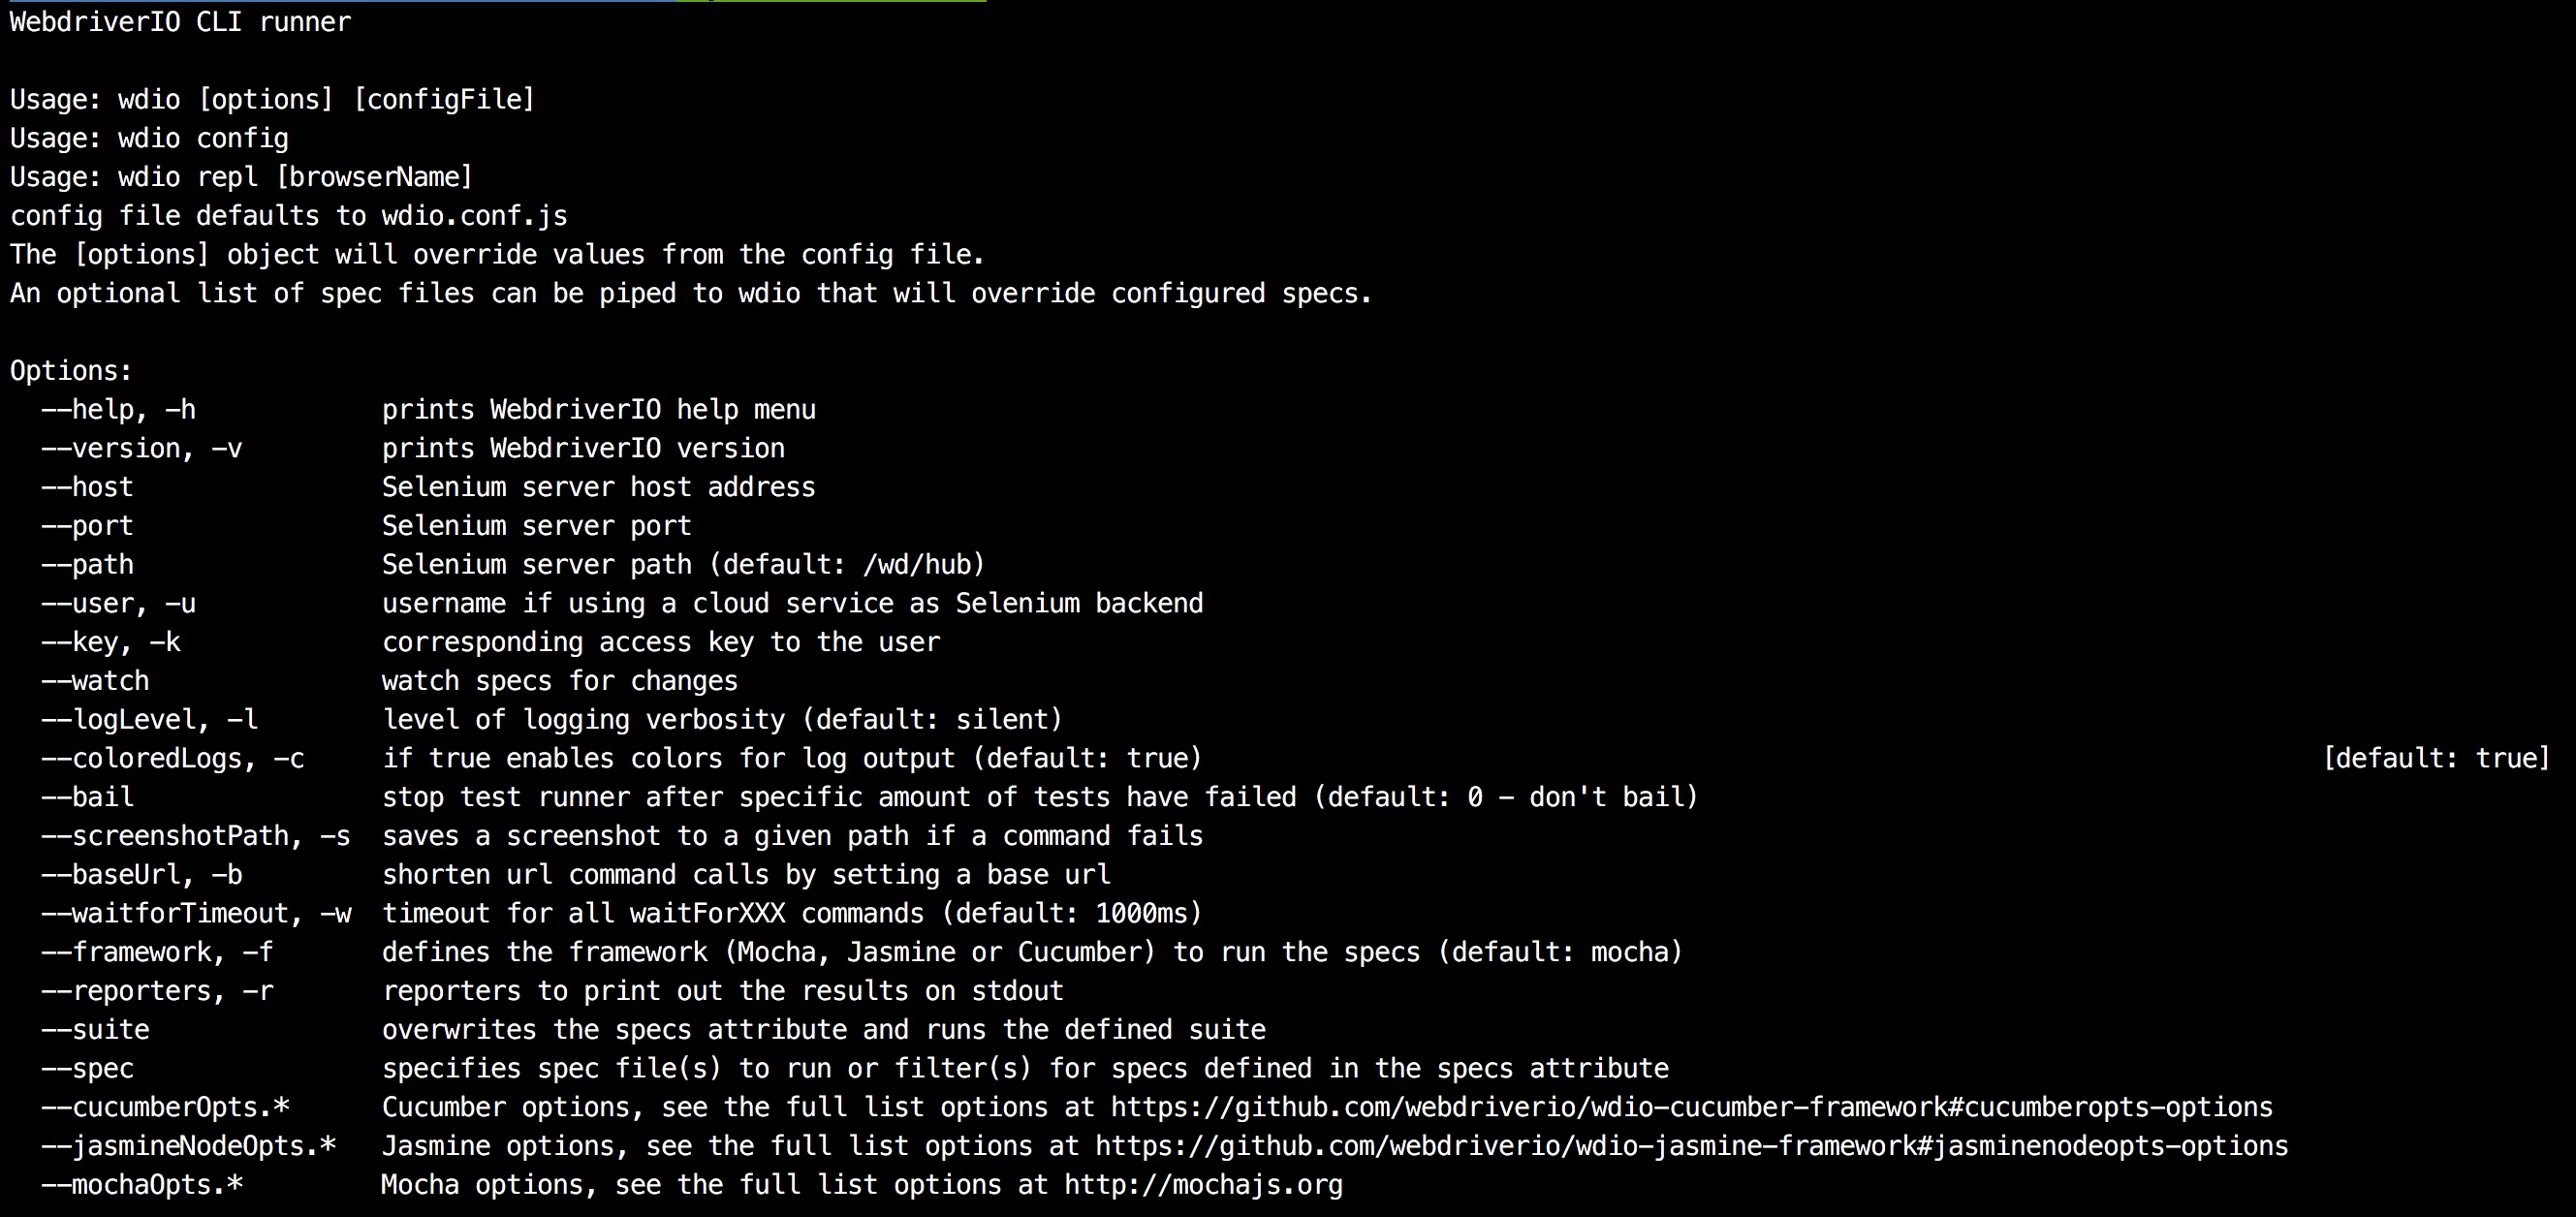 WebdriverIO CLI runner

Usage: wdio [options] [configFile]
Usage: wdio config
Usage: wdio repl [browserName]
config file defaults to wdio.conf.js
The [options] object will override values from the config file.
An optional list of spec files can be piped to wdio that will override configured specs.

Options:
  --help, -h            prints WebdriverIO help menu
  --version, -v         prints WebdriverIO version
  --host                Selenium server host address
  --port                Selenium server port
  --path                Selenium server path (default: /wd/hub)
  --user, -u            username if using a cloud service as Selenium backend
  --key, -k             corresponding access key to the user
  --watch               watch specs for changes
  --logLevel, -l        level of logging verbosity (default: silent)
  --coloredLogs, -c     if true enables colors for log output (default: true) [default: true]
  --bail                stop test runner after specific amount of tests have failed (default: 0 - don't bail)
  --screenshotPath, -s  saves a screenshot to a given path if a command fails
  --baseUrl, -b         shorten url command calls by setting a base url
  --waitforTimeout, -w  timeout for all waitForXXX commands (default: 1000ms)
  --framework, -f       defines the framework (Mocha, Jasmine or Cucumber) to run the specs (default: mocha)
  --reporters, -r       reporters to print out the results on stdout
  --suite               overwrites the specs attribute and runs the defined suite
  --spec                specifies spec file(s) to run or filter(s) for specs defined in the specs attribute
  --cucumberOpts.*      Cucumber options, see the full list options at https://github.com/webdriverio/wdio-cucumber-framework#cucumberopts-options
  --jasmineNodeOpts.*   Jasmine options, see the full list options at https://github.com/webdriverio/wdio-jasmine-framework#jasminenodeopts-options
  --mochaOpts.*         Mocha options, see the full list options at http://mochajs.org